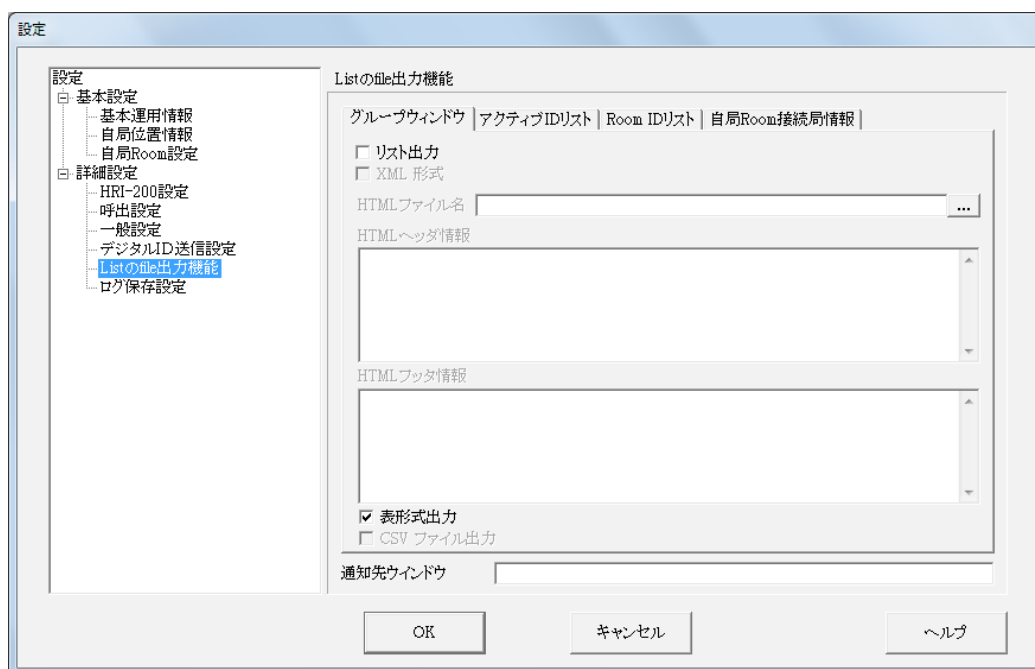 設定
設定
基本設定
基本運用情報
自局位置情報
自局Room設定
詳細設定
HRI-200設定
呼出設定
一般設定
デジタルID送信設定
Listのfile出力機能
ログ保存設定
Listのfile出力機能
グループウィンドウ アクティブIDリスト Room IDリスト 自局Room接続局情報
リスト出力
XML 形式
HTMLファイル名 ...
HTMLヘッダ情報
HTMLフッタ情報
表形式出力
CSV ファイル出力
通知先ウインドウ
OK キャンセル ヘルプ